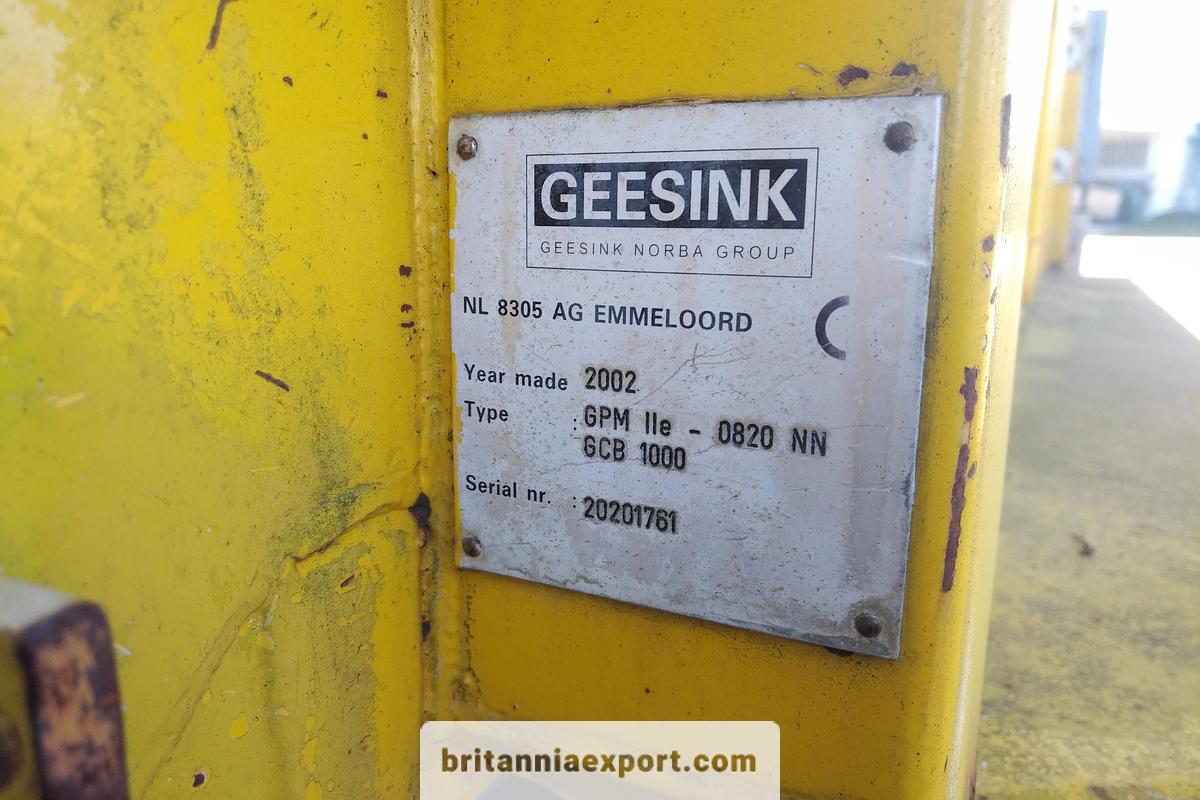 GEESINK
GEESINK NORBA GROUP
NL 8305 AG EMMELOORD
Year made 2002
Type : GPM IIe - 0820 NN
GCB 1000
Serial nr. : 20201761
britanniaexport.com